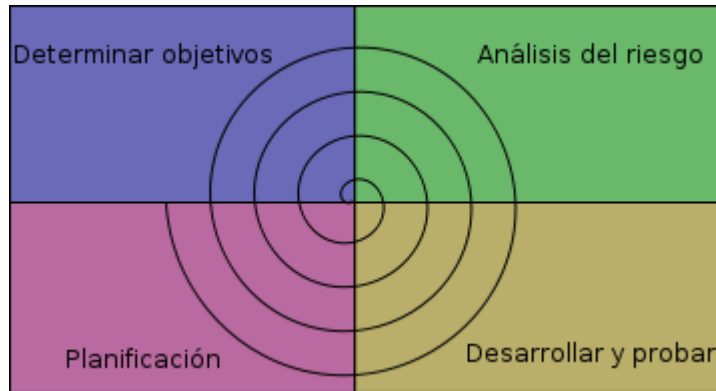 Determinar objetivos
Análisis del riesgo
Planificación
Desarrollar y probar